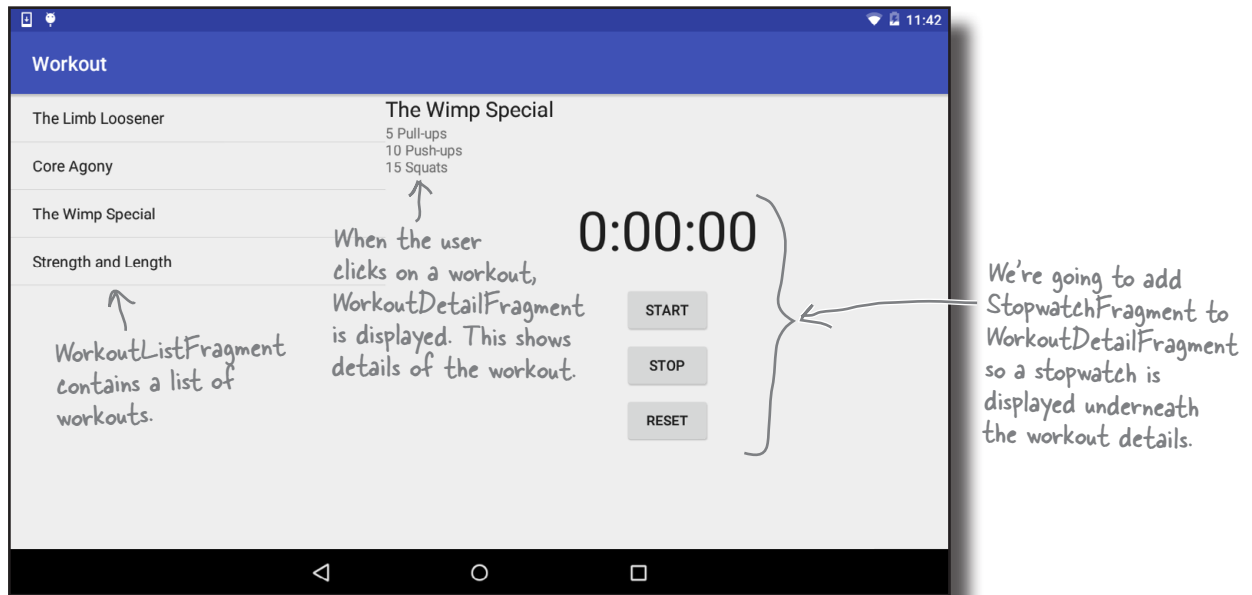 11:42
Workout
The Limb Loosener
Core Agony
The Wimp Special
Strength and Length
The Wimp Special
5 Pull-ups
10 Push-ups
15 Squats
0:00:00
START
STOP
RESET
WorkoutListFragment
contains a list of
workouts.
When the user
clicks on a workout,
WorkoutDetailFragment
is displayed. This shows
details of the workout.
We're going to add
StopwatchFragment to
WorkoutDetailFragment
so a stopwatch is
displayed underneath
the workout details.